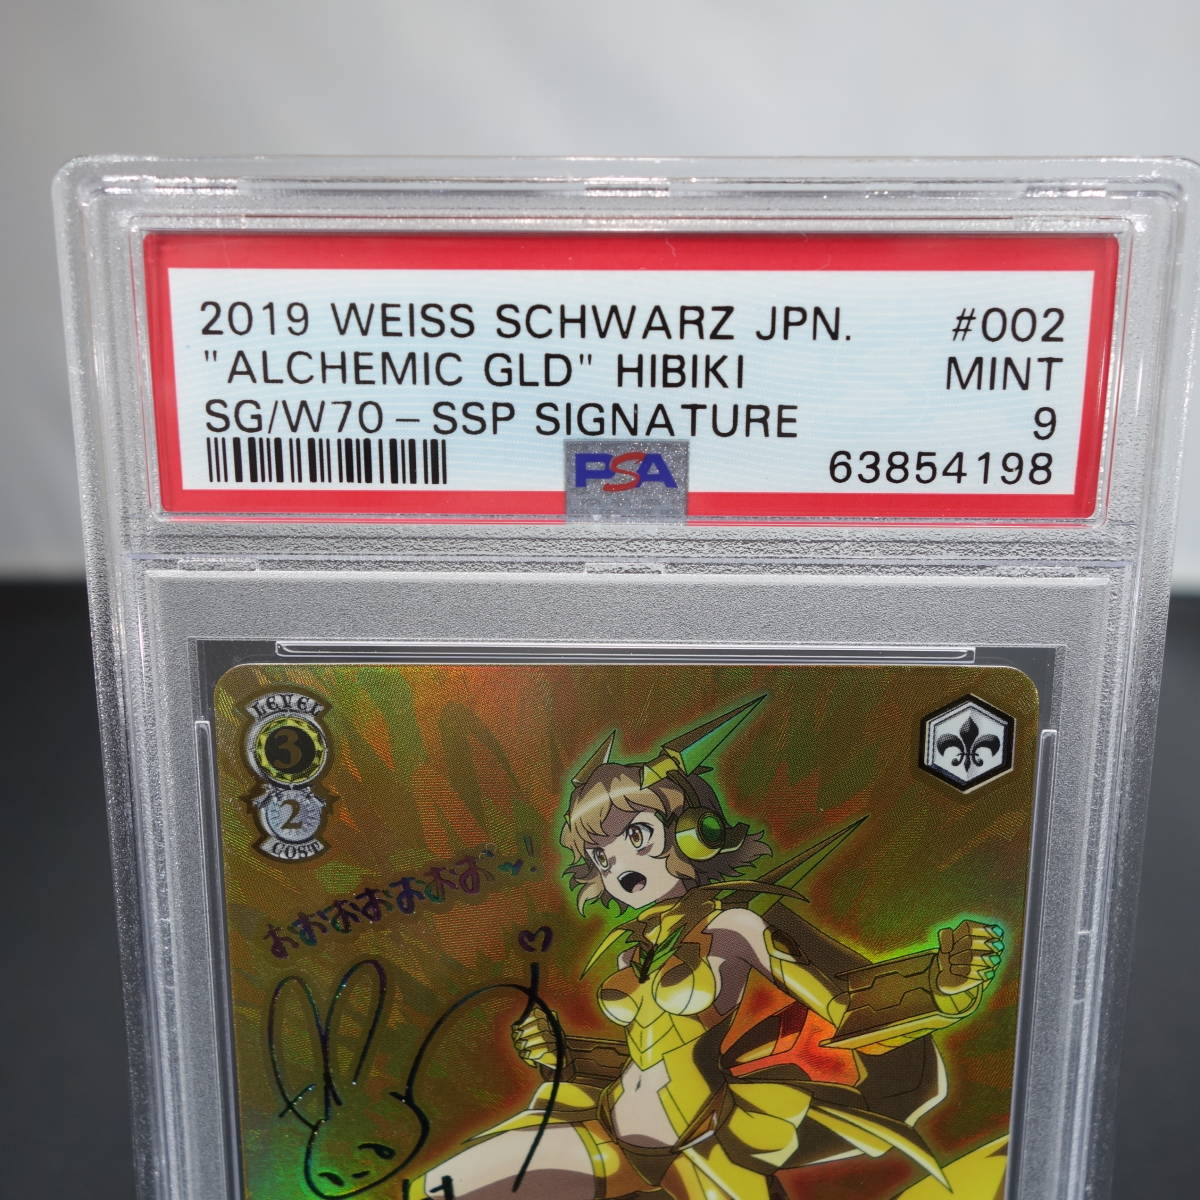 2019 WEISS SCHWARZ JPN. #002
"ALCHEMIC GLD" HIBIKI MINT
SG/W70-SSP SIGNATURE 9
PSA 63854198
LEVEL
3
2
COST
おおおおおおお~!